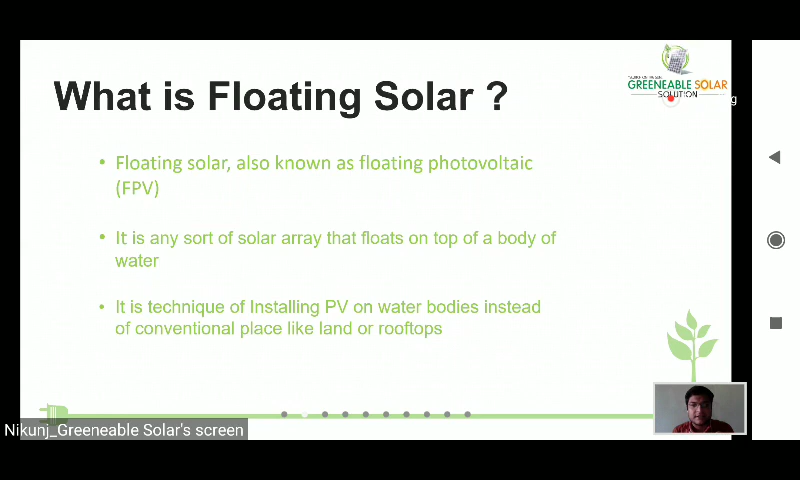 What is Floating Solar ?
GREENEABLE SOLAR
SOLUTION
g
• Floating solar, also known as floating photovoltaic
(FPV)
• It is any sort of solar array that floats on top of a body of
water
• It is technique of Installing PV on water bodies instead
of conventional place like land or rooftops
Nikunj_Greeneable Solar's screen